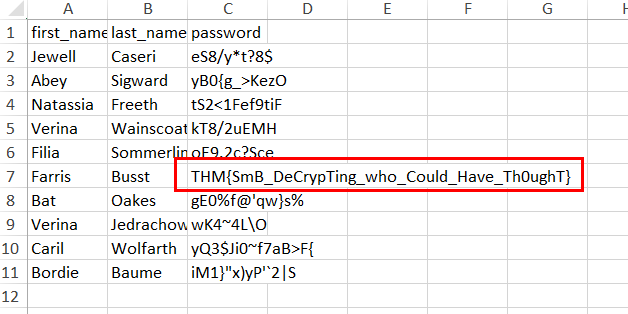 A B C D E F G
1 first_name last_name password
2 Jewell Caseri eS8/y*t?8$
3 Abey Sigward yB0{g_>KezO
4 Natassia Freeth tS2<1Fef9tiF
5 Verina Wainscoat kT8/2uEMH
6 Filia Sommerlin oF9.2c?Sce
7 Farris Busst THM{SmB_DeCrypTing_who_Could_Have_Th0ughT}
8 Bat Oakes gE0%f@'qw}s%
9 Verina Jedrachow wK4~4L\O
10 Caril Wolfarth yQ3$Ji0~f7aB>F{
11 Bordie Baume iM1}"x)yP'`2|S
12